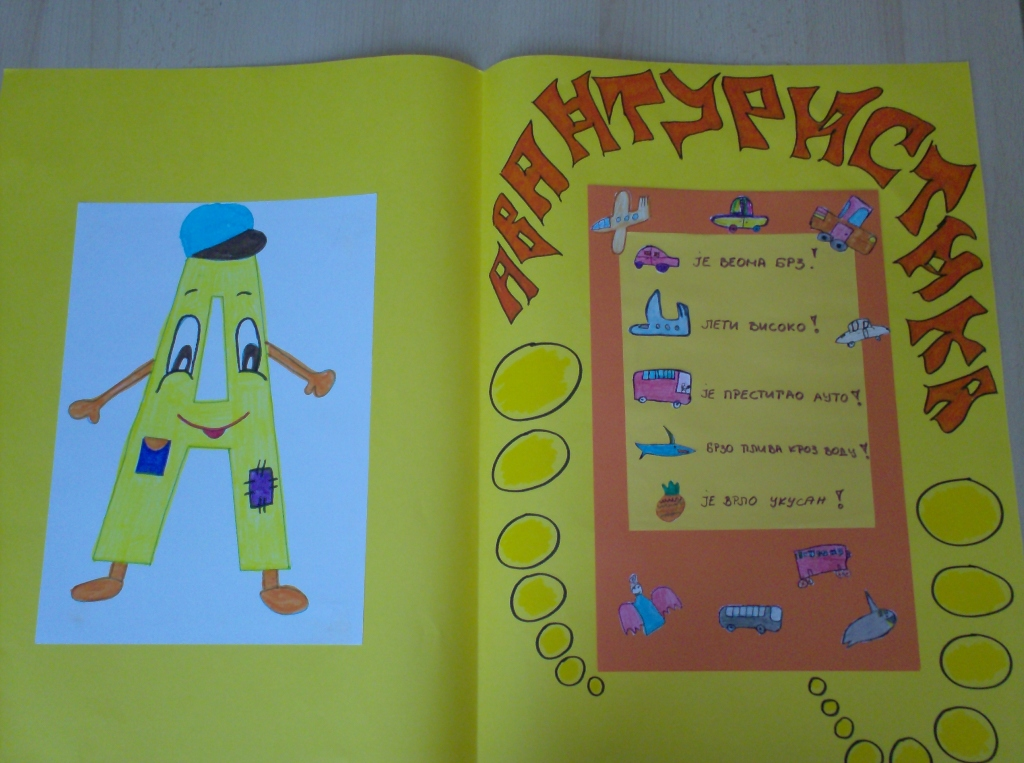 А
АВАНТУРИСТИКА
ЈЕ ВЕОМА БРЗ!
ЛЕТИ ВИСОКО!
ЈЕ ПРЕСТИГАО АУТО!
БРЗО ПЛИВА КРОЗ ВОДУ!
ЈЕ ВРЛО УКУСАН!